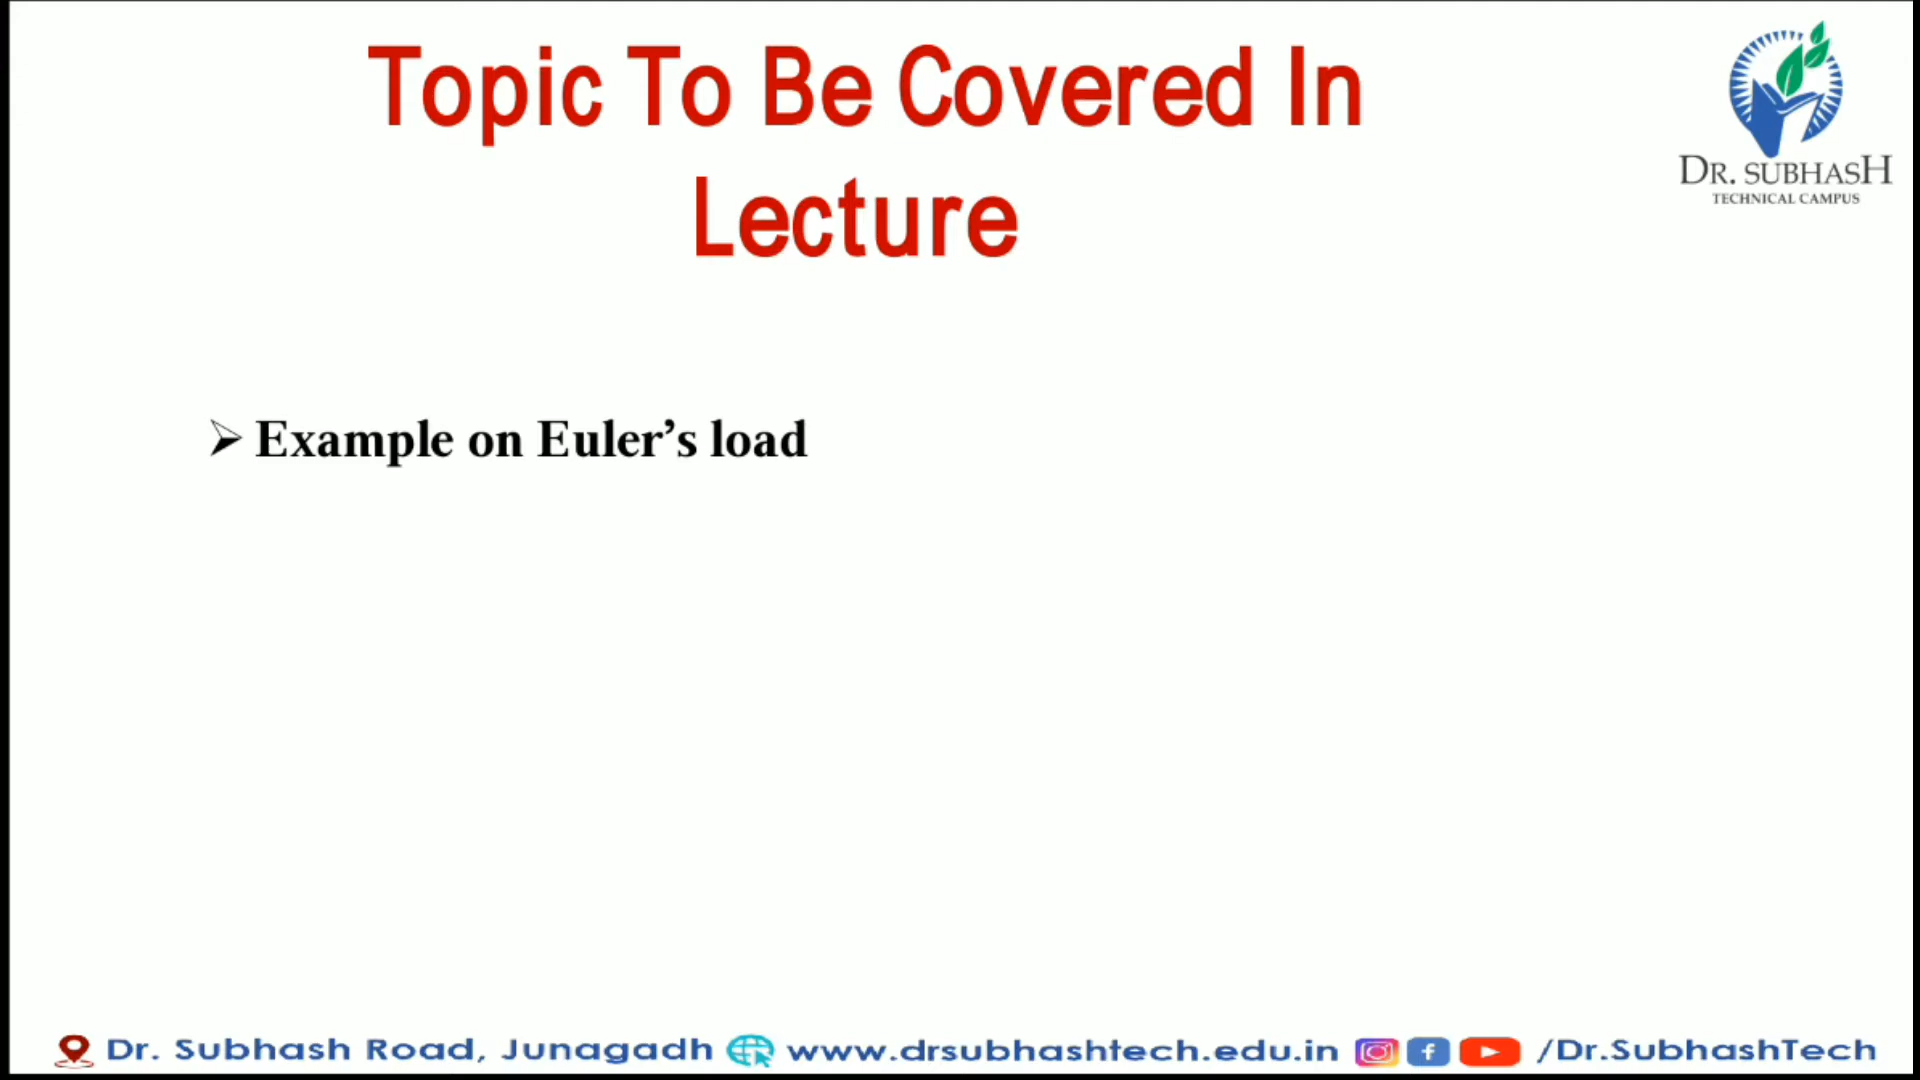 Topic To Be Covered In
Lecture
DR. SUBHASH
TECHNICAL CAMPUS
➢ Example on Euler’s load
Dr. Subhash Road, Junagadh www.drsubhashtech.edu.in /Dr.SubhashTech